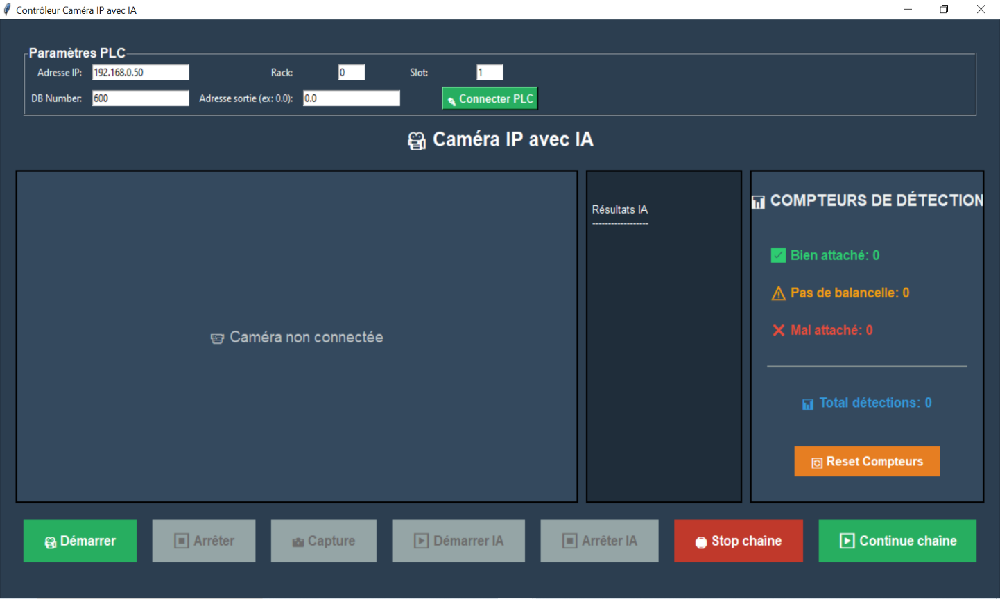 Contrôleur Caméra IP avec IA
Paramètres PLC
Adresse IP: 192.168.0.50 Rack: 0 Slot: 1
DB Number: 600 Adresse sortie (ex: 0.0): 0.0 Connecter PLC
Caméra IP avec IA
Caméra non connectée
Résultats IA
------------------
COMPTEURS DE DÉTECTION
Bien attaché: 0
Pas de balancelle: 0
Mal attaché: 0
Total détections: 0
Reset Compteurs
Démarrer Arrêter Capture Démarrer IA Arrêter IA Stop chaîne Continue chaîne